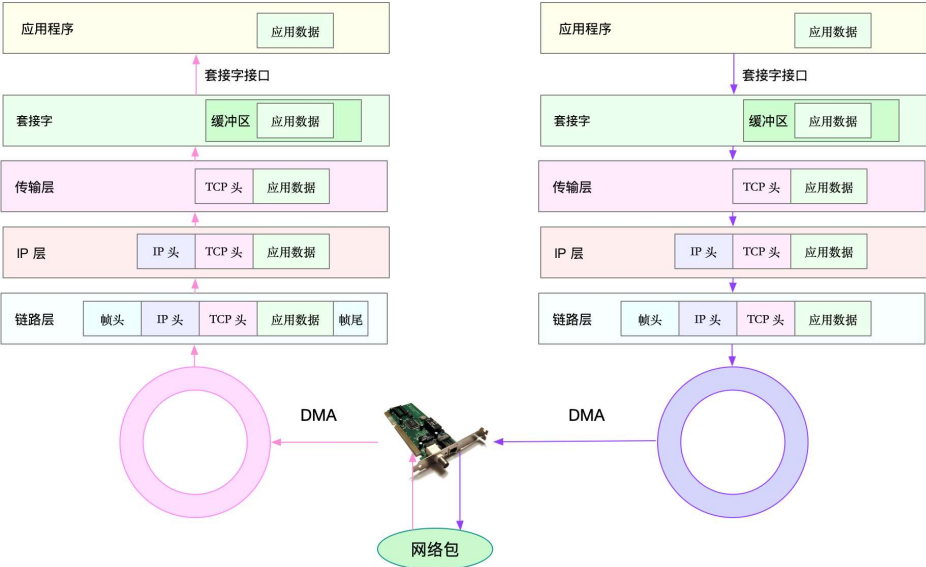 应用程序
应用数据
套接字接口
套接字
缓冲区
应用数据
传输层
TCP 头
应用数据
IP 层
IP 头
TCP 头
应用数据
链路层
帧头
IP 头
TCP 头
应用数据
帧尾
应用程序
应用数据
套接字接口
套接字
缓冲区
应用数据
传输层
TCP 头
应用数据
IP 层
IP 头
TCP 头
应用数据
链路层
帧头
IP 头
TCP 头
应用数据
DMA
DMA
网络包